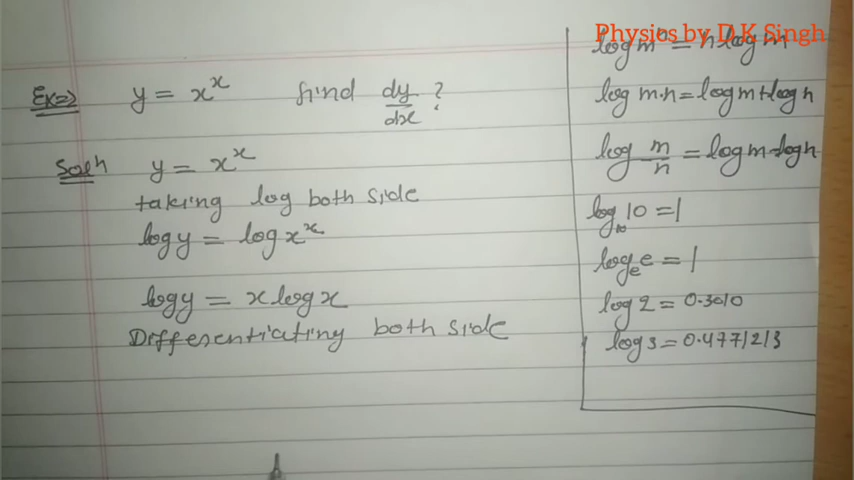 Physics by D K Singh
Ex⇒ y = x^x find dy/dx ?
Soln y = x^x
taking log both side
log y = log x^x
log y = x log x
Differentiating both side
log m^n = n log m
log m·n = log m + log n
log m/n = log m - log n
log₁₀ 10 = 1
logₑ e = 1
log 2 = 0.3010
log 3 = 0.4771213